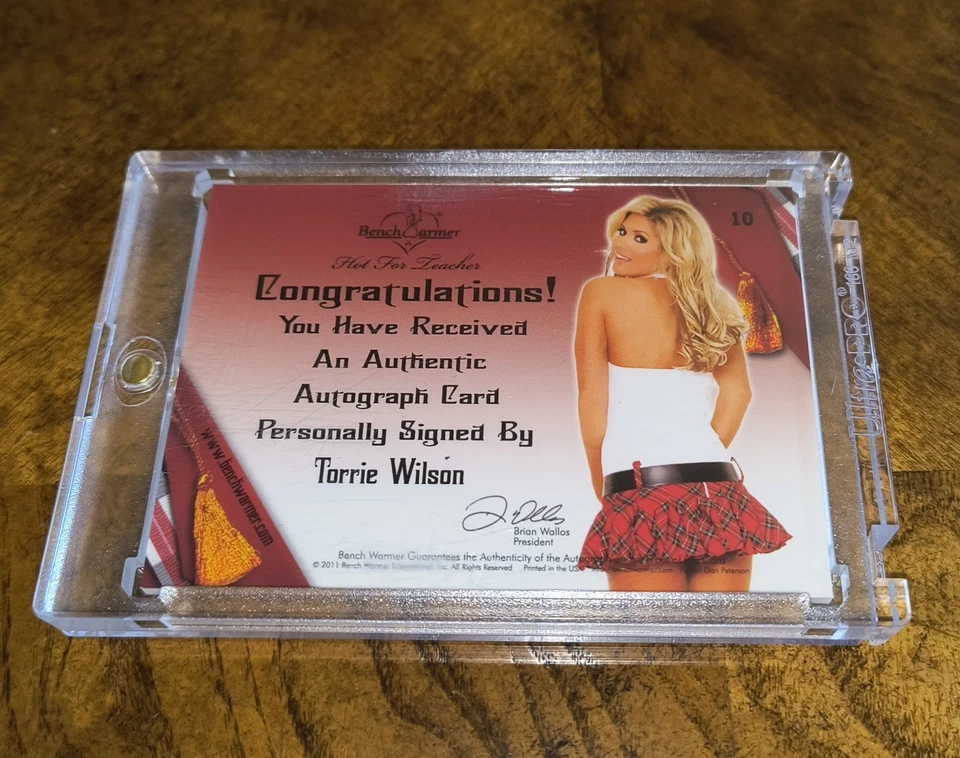 10
Bench Warmer ®
Hot For Teacher
Congratulations!
You Have Received
An Authentic
Autograph Card
Personally Signed By
Torrie Wilson
Brian Wallos
President
Bench Warmer Guarantees the Authenticity of the
© 2011 Bench Warmer International, Inc. All Rights Reserved Printed in the USA Dan Peterson
www.benchwarmer.com
UltraPRO®